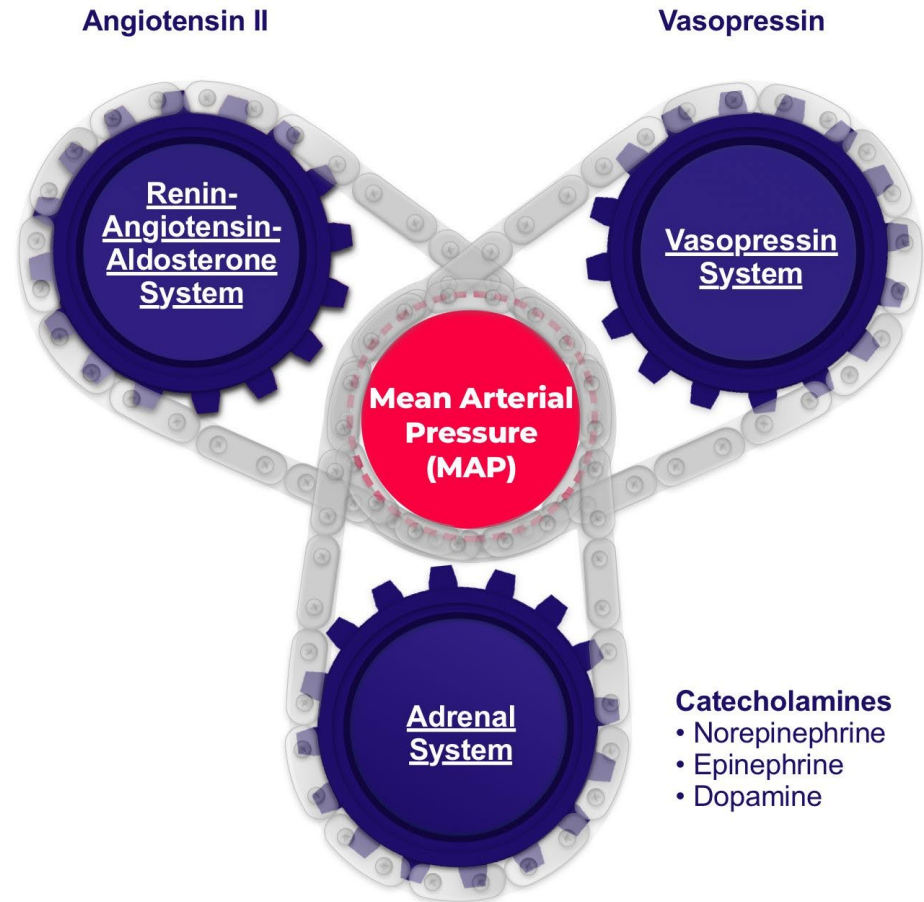 Angiotensin II
Vasopressin
Renin-
Angiotensin-
Aldosterone
System
Vasopressin
System
Mean Arterial
Pressure
(MAP)
Adrenal
System
Catecholamines
• Norepinephrine
• Epinephrine
• Dopamine